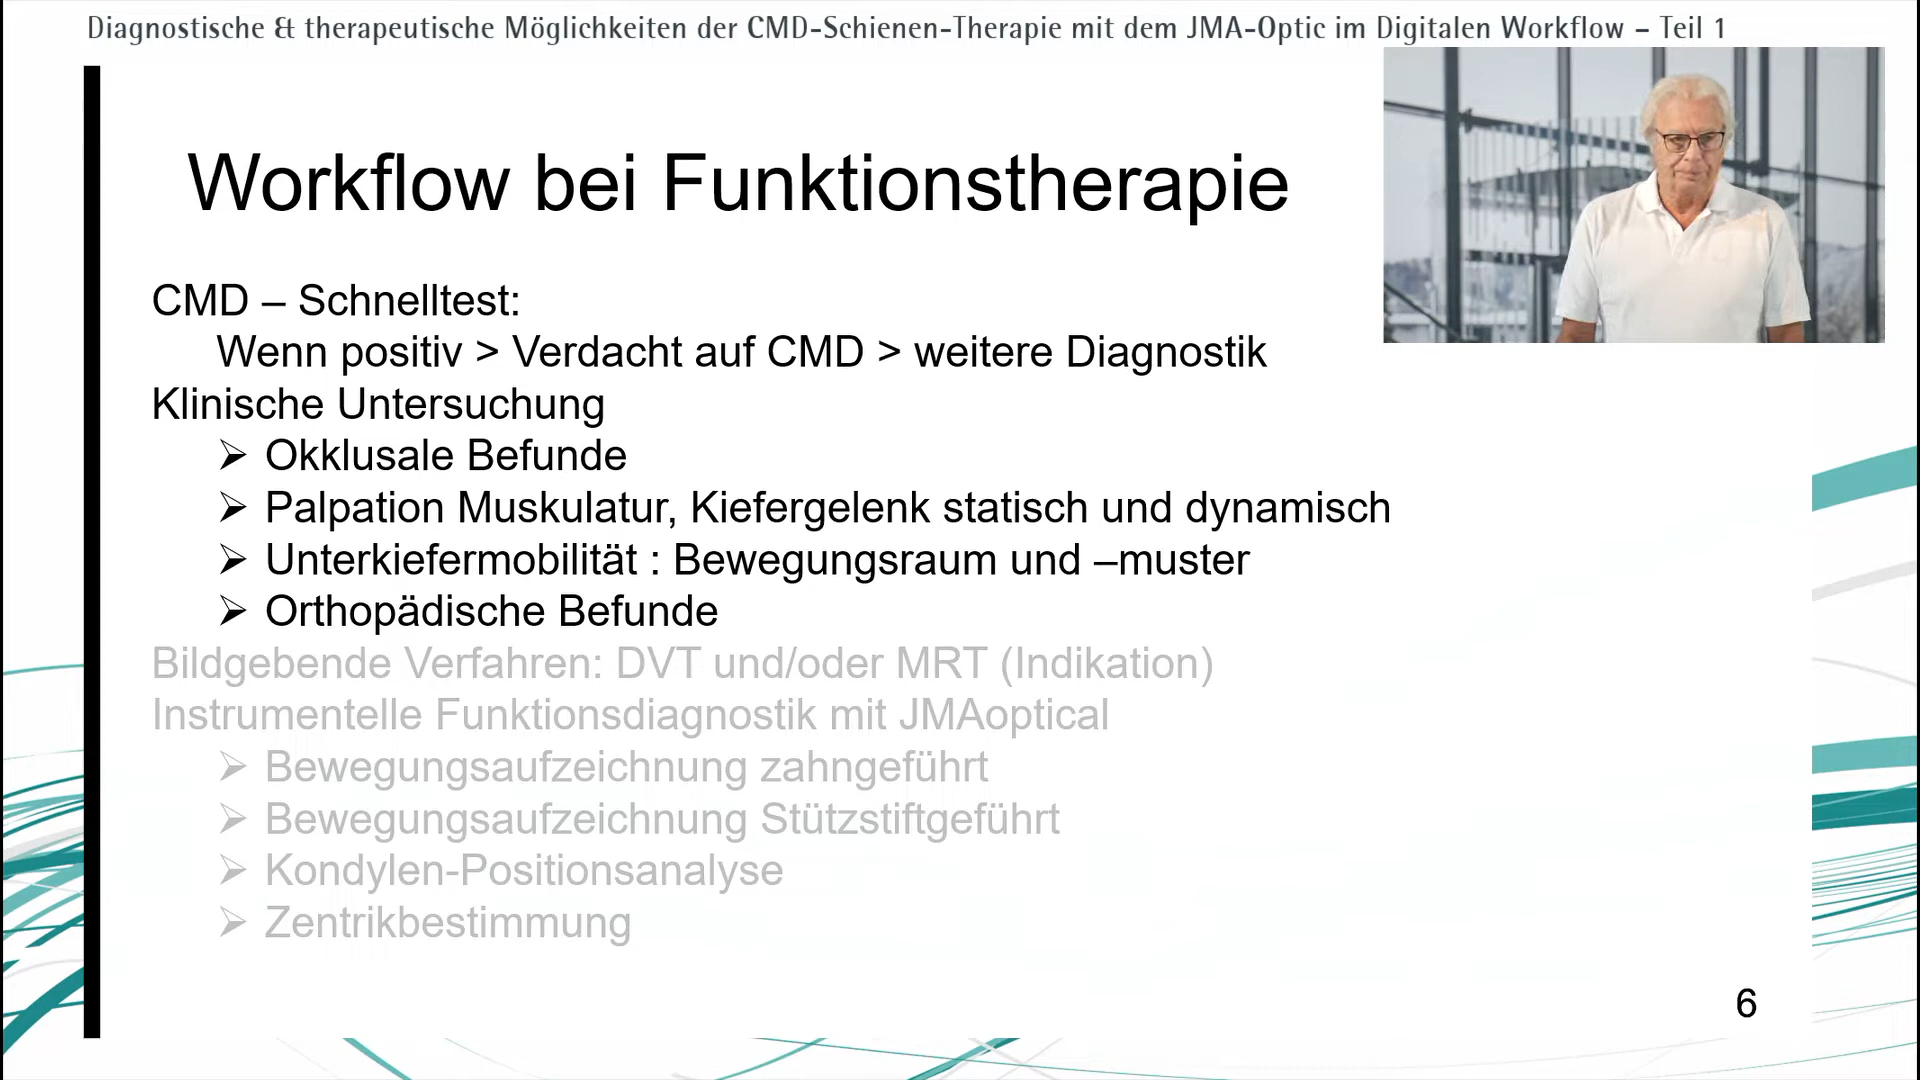 Diagnostische & therapeutische Möglichkeiten der CMD-Schienen-Therapie mit dem JMA-Optic im Digitalen Workflow – Teil 1
Workflow bei Funktionstherapie
CMD – Schnelltest:
Wenn positiv > Verdacht auf CMD > weitere Diagnostik
Klinische Untersuchung
➢ Okklusale Befunde
➢ Palpation Muskulatur, Kiefergelenk statisch und dynamisch
➢ Unterkiefermobilität : Bewegungsraum und –muster
➢ Orthopädische Befunde
Bildgebende Verfahren: DVT und/oder MRT (Indikation)
Instrumentelle Funktionsdiagnostik mit JMAoptical
➢ Bewegungsaufzeichnung zahngeführt
➢ Bewegungsaufzeichnung Stützstiftgeführt
➢ Kondylen-Positionsanalyse
➢ Zentrikbestimmung
6